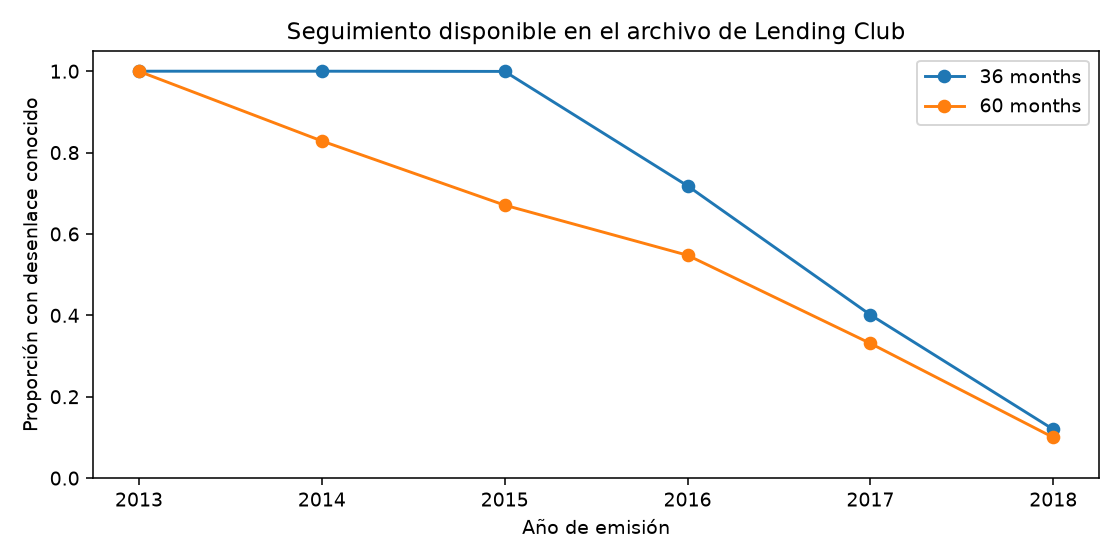 Seguimiento disponible en el archivo de Lending Club
Proporción con desenlace conocido
1.0
0.8
0.6
0.4
0.2
0.0
36 months
60 months
2013 2014 2015 2016 2017 2018
Año de emisión